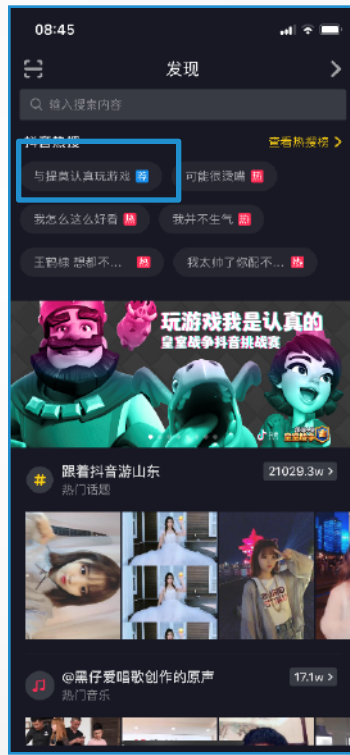 08:45
发现
输入搜索内容
抖音热搜
查看热搜榜
与提莫认真玩游戏 荐
可能很烫嘴 热
我怎么这么好看 热
我并不生气 新
王鹤棣 想都不... 热
我太帅了你配不... 热
玩游戏我是认真的
皇室战争抖音挑战赛
# 跟着抖音游山东
21029.3w
热门话题
@黑仔爱唱歌创作的原声
17.1w
热门音乐